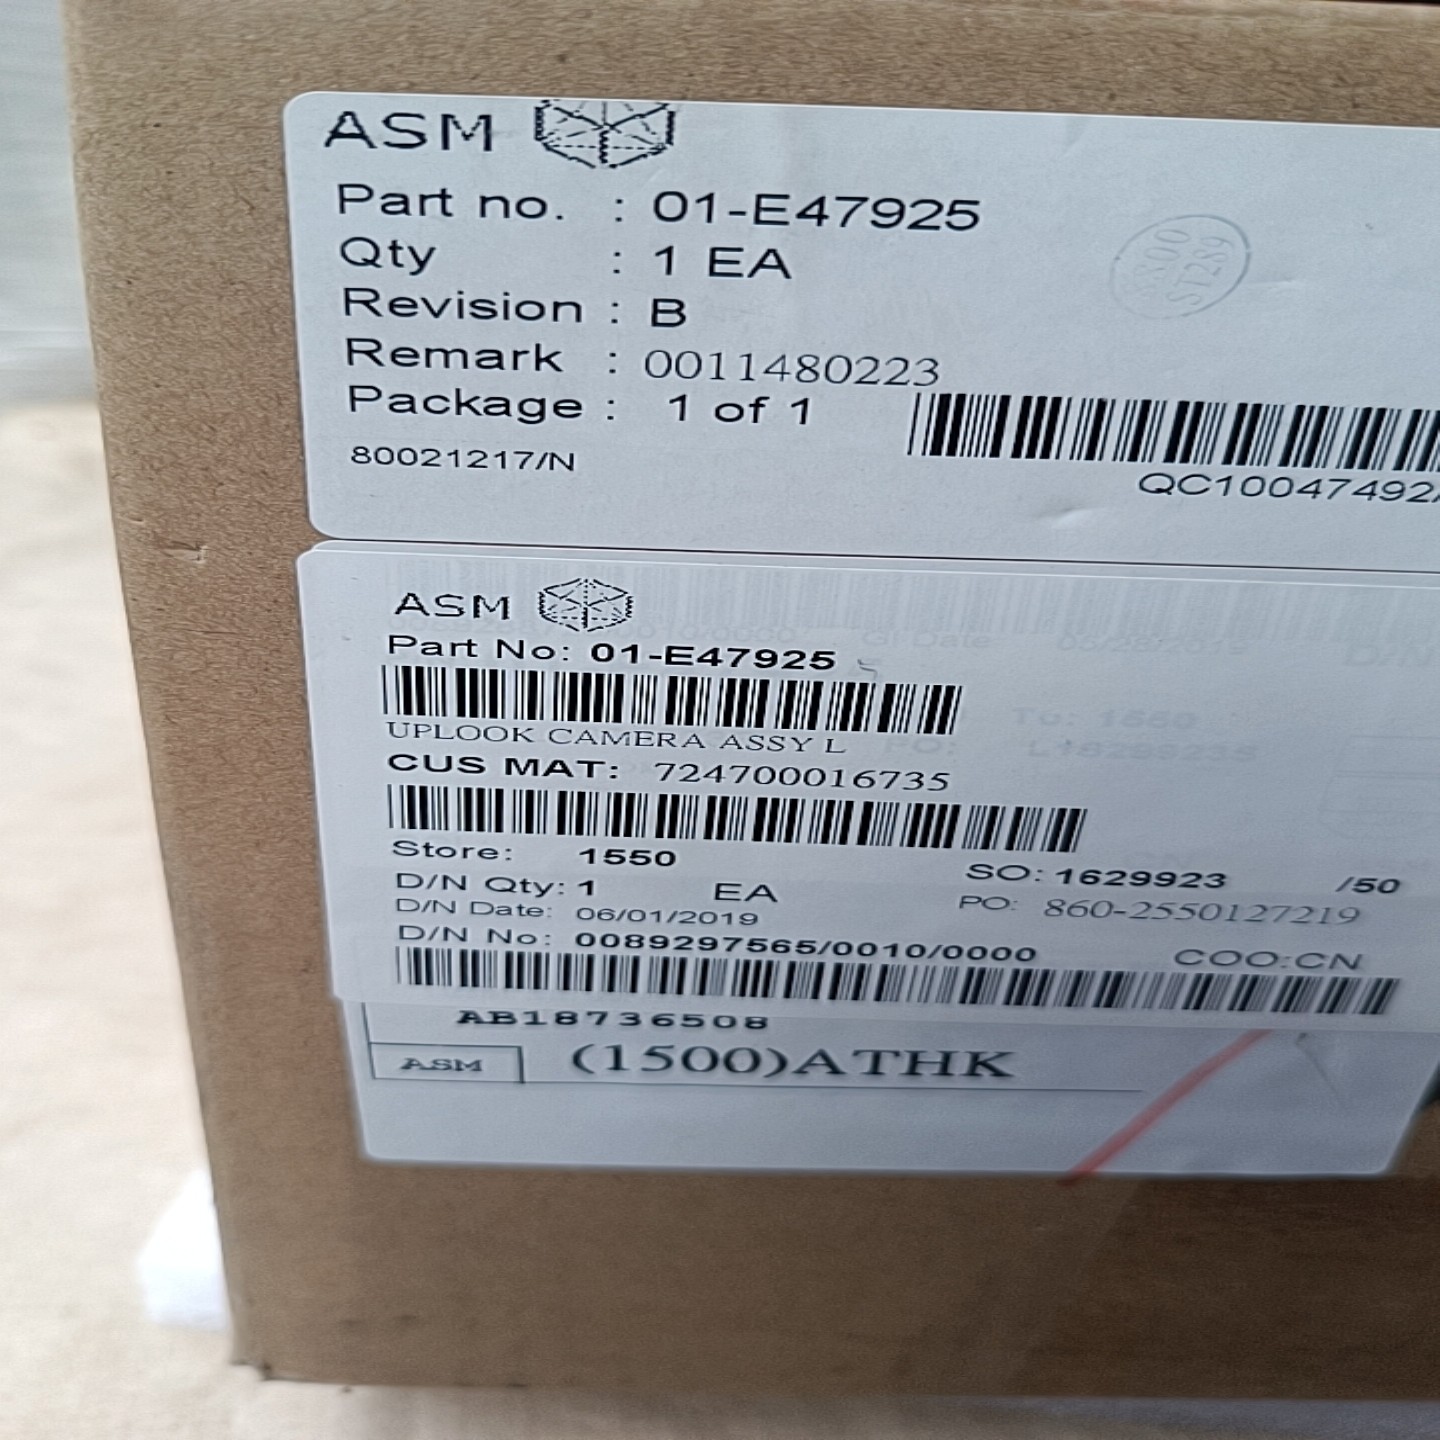 ASM
Part no. : 01-E47925
Qty : 1 EA
Revision : B
Remark : 0011480223
Package : 1 of 1
80021217/N
QC10047492
ASM
Part No: 01-E47925
UPLOOK CAMERA ASSY L
CUS MAT: 724700016735
Store: 1550
SO: 1629923 /50
D/N Qty: 1 EA
PO: 860-2550127219
D/N Date: 06/01/2019
D/N No: 0089297565/0010/0000
COO:CN
AB18736508
ASM (1500)ATHK